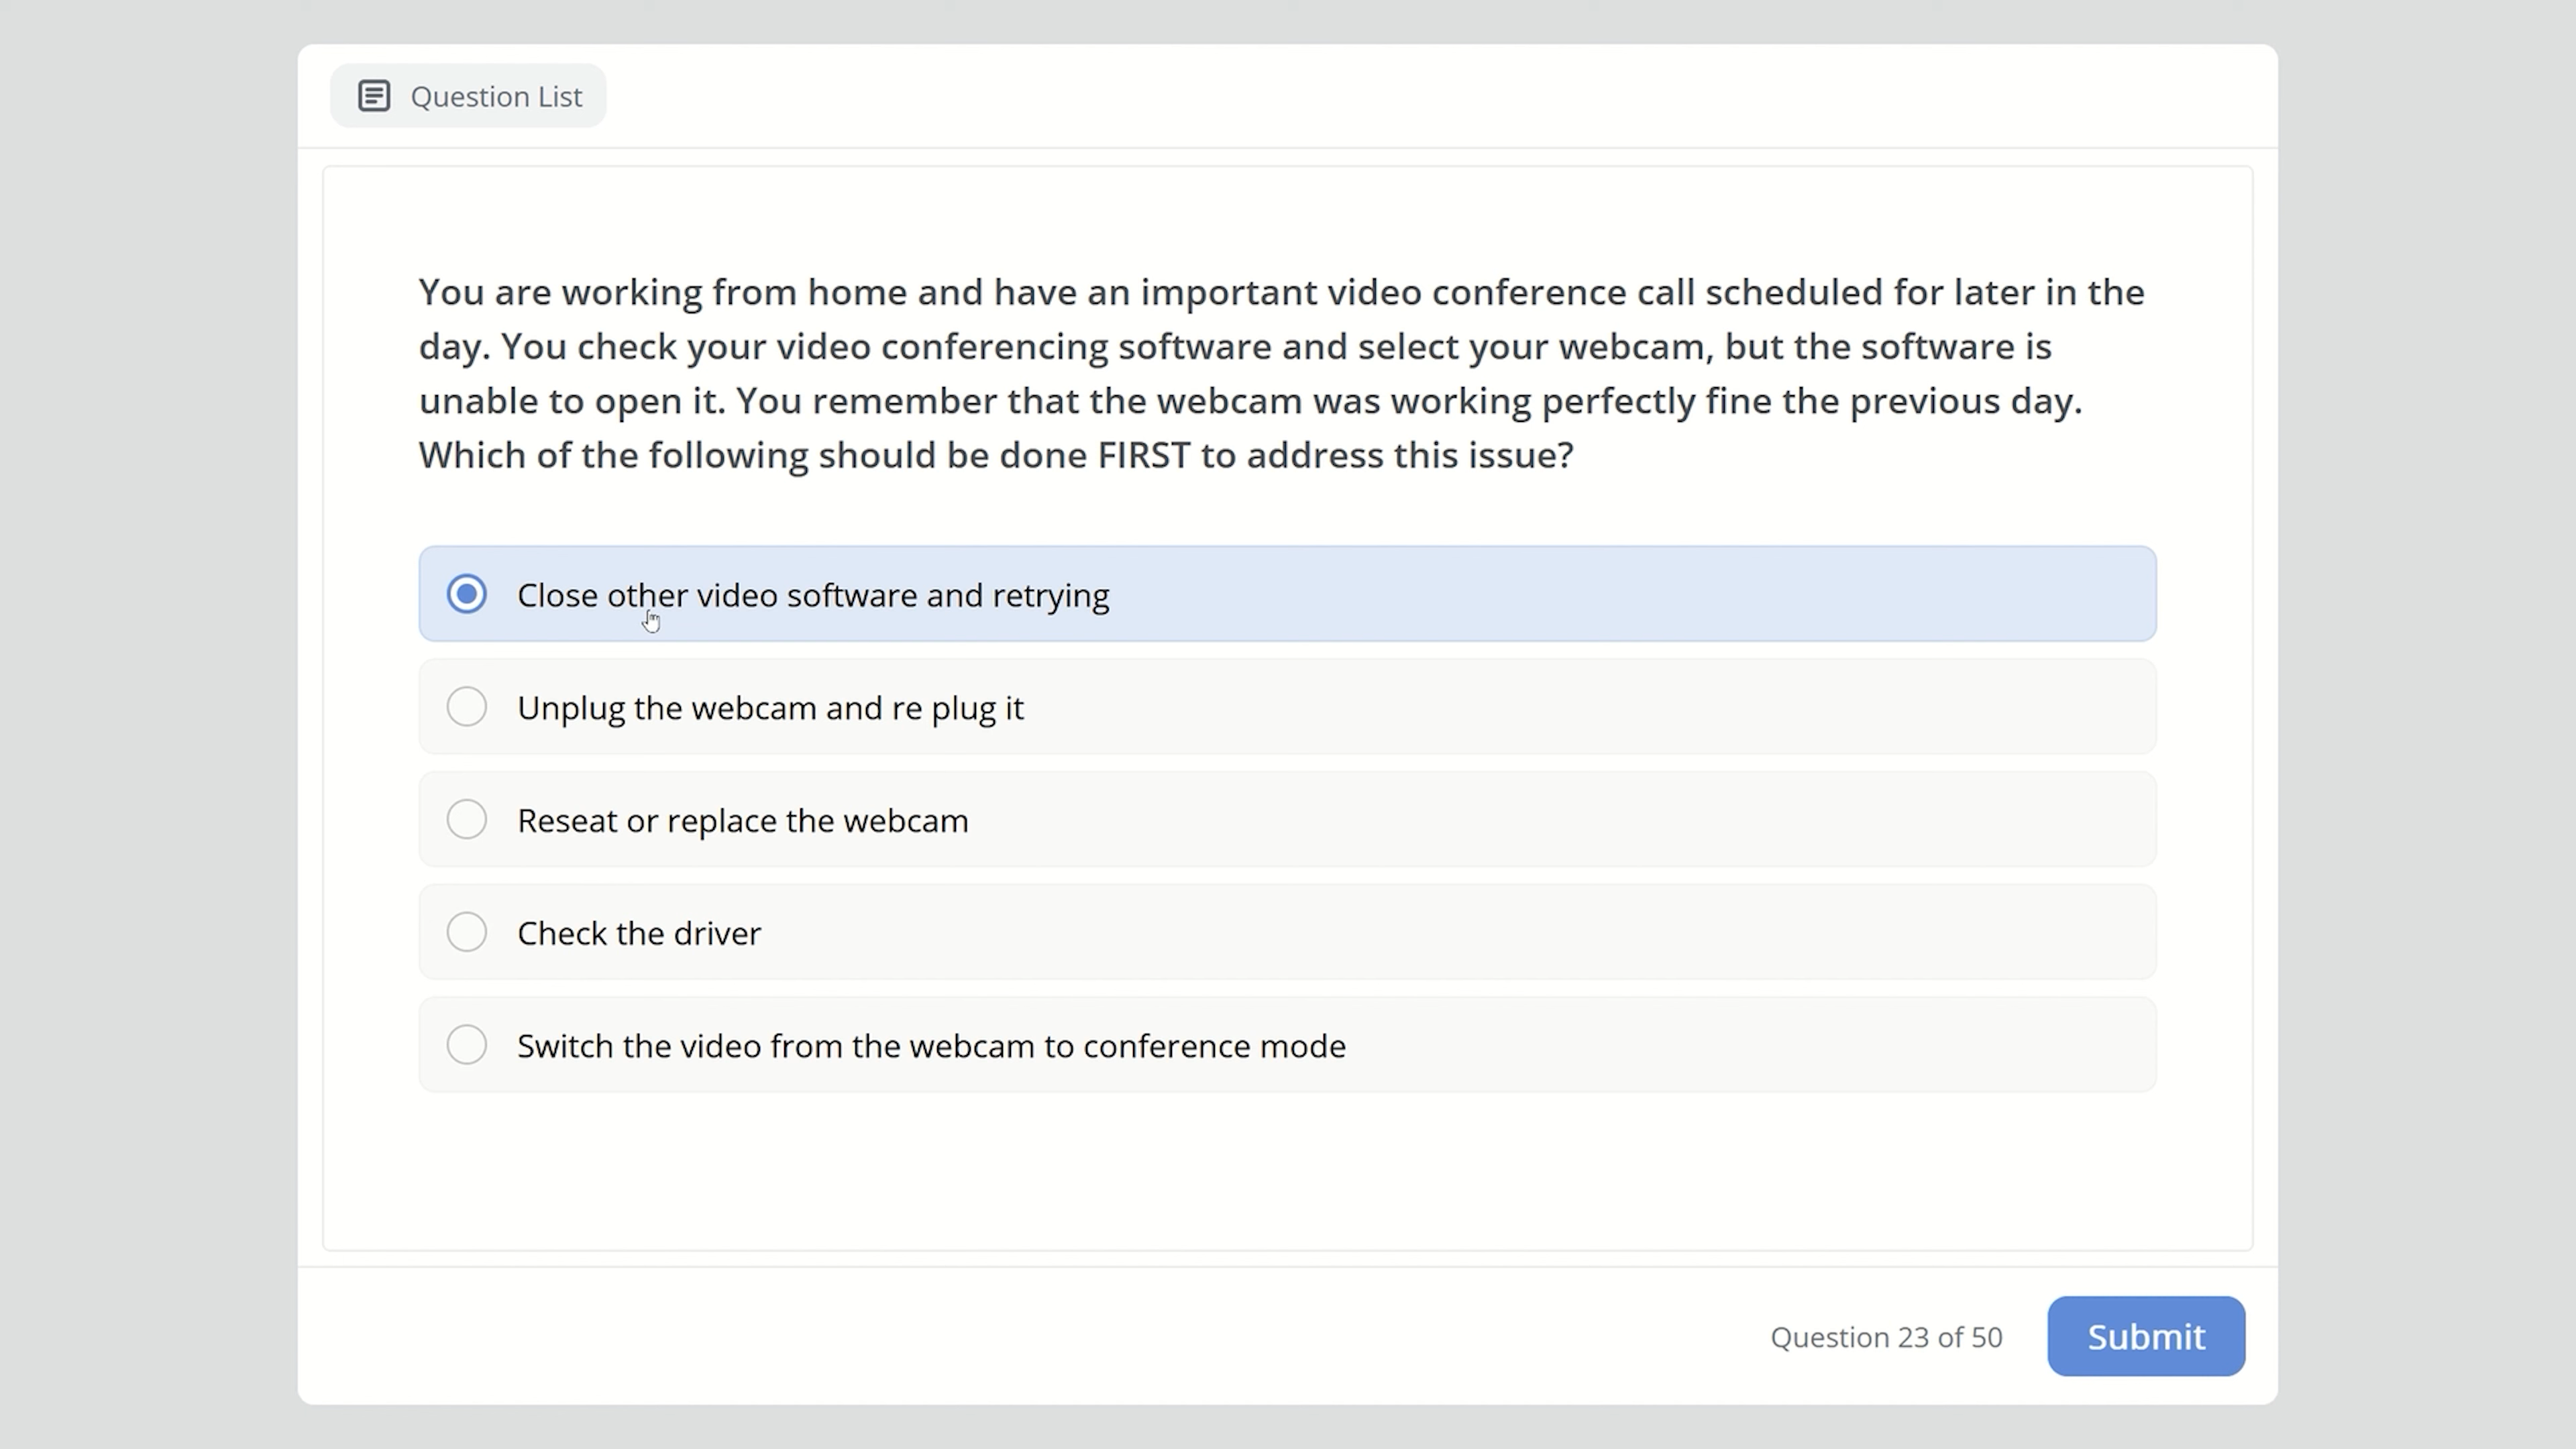 Question List
You are working from home and have an important video conference call scheduled for later in the
day. You check your video conferencing software and select your webcam, but the software is
unable to open it. You remember that the webcam was working perfectly fine the previous day.
Which of the following should be done FIRST to address this issue?
Close other video software and retrying
Unplug the webcam and re plug it
Reseat or replace the webcam
Check the driver
Switch the video from the webcam to conference mode
Question 23 of 50
Submit